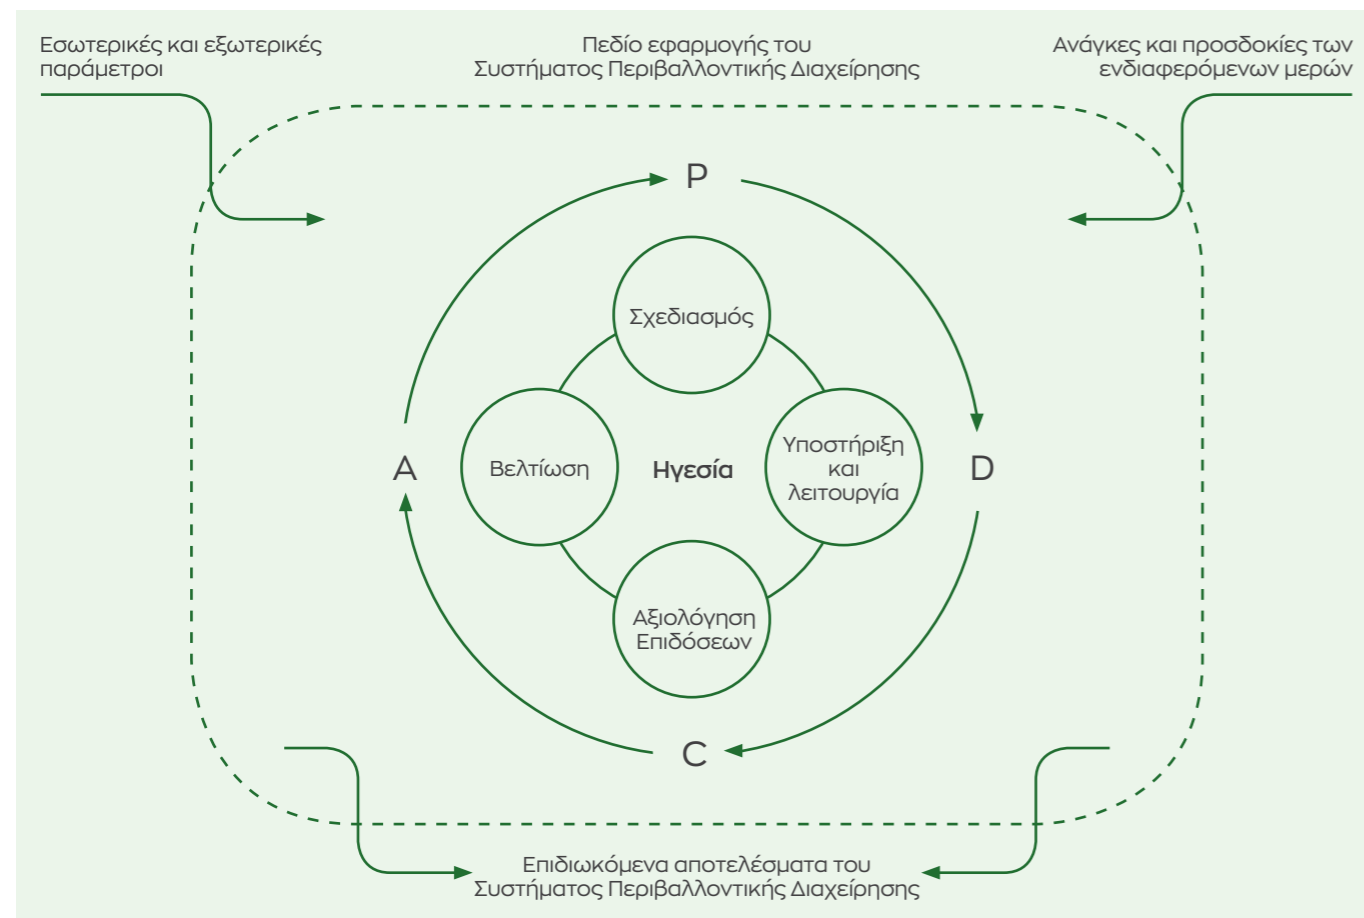 Εσωτερικές και εξωτερικές
παράμετροι
Πεδίο εφαρμογής του
Συστήματος Περιβαλλοντικής Διαχείρησης
Ανάγκες και προσδοκίες των
ενδιαφερόμενων μερών
P
Σχεδιασμός
A
Βελτίωση
Ηγεσία
Υποστήριξη
και
λειτουργία
D
Αξιολόγηση
Επιδόσεων
C
Επιδιωκόμενα αποτελέσματα του
Συστήματος Περιβαλλοντικής Διαχείρησης